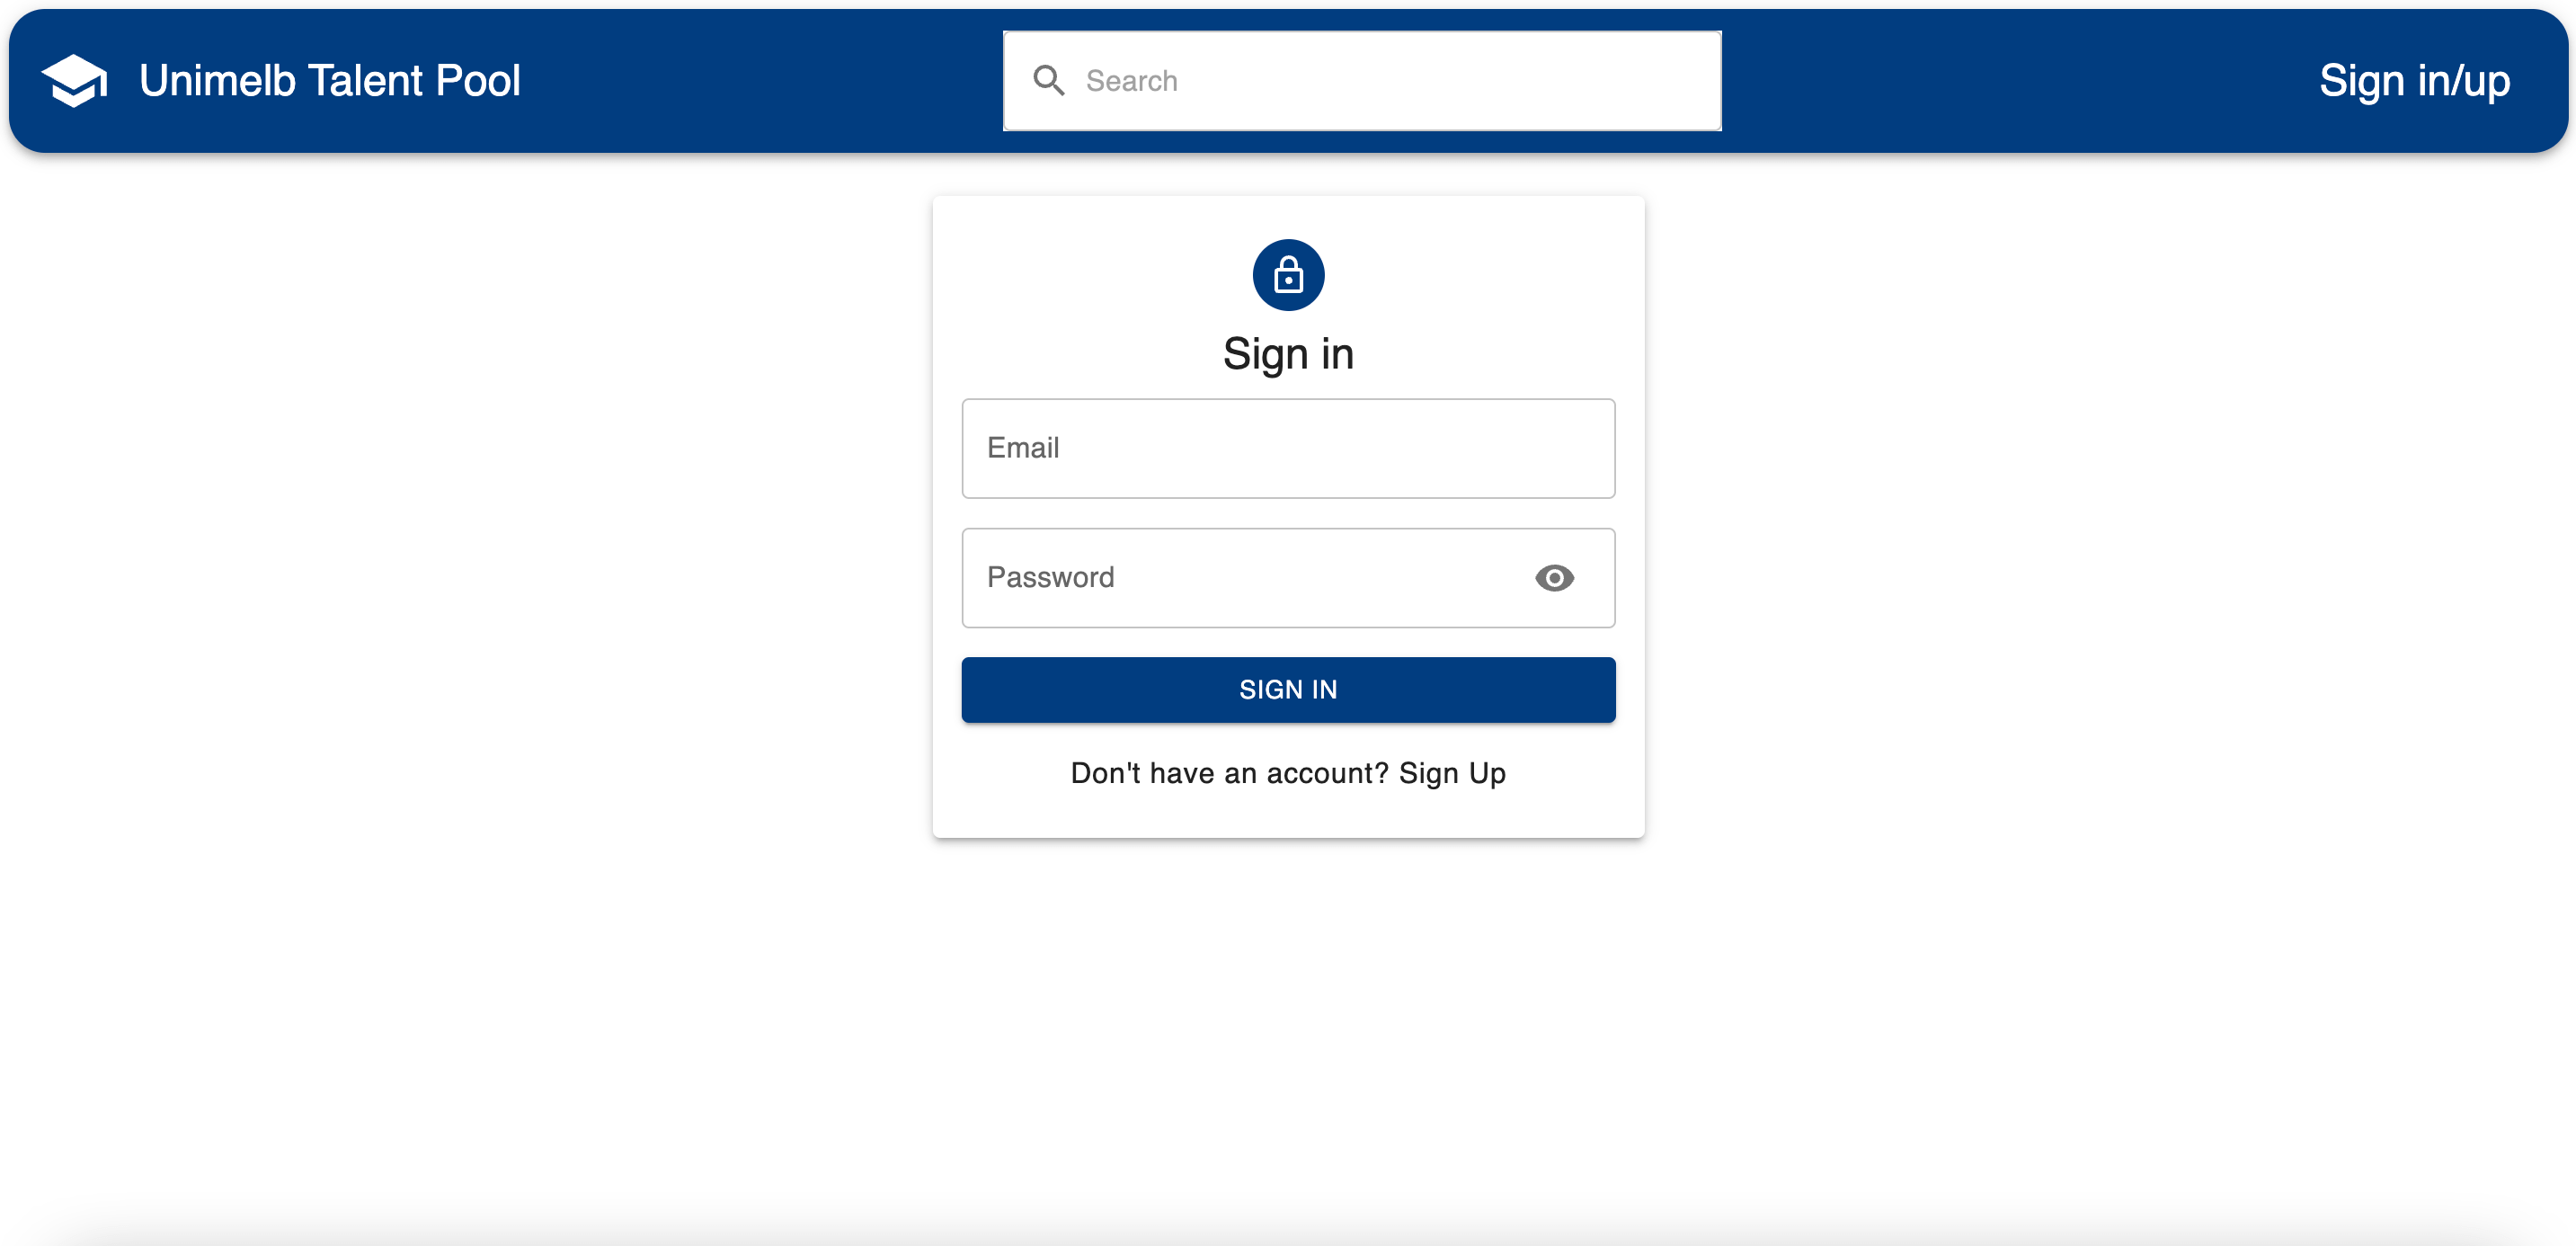 Unimelb Talent Pool
Search
Sign in/up
Sign in
Email
Password
SIGN IN
Don't have an account? Sign Up